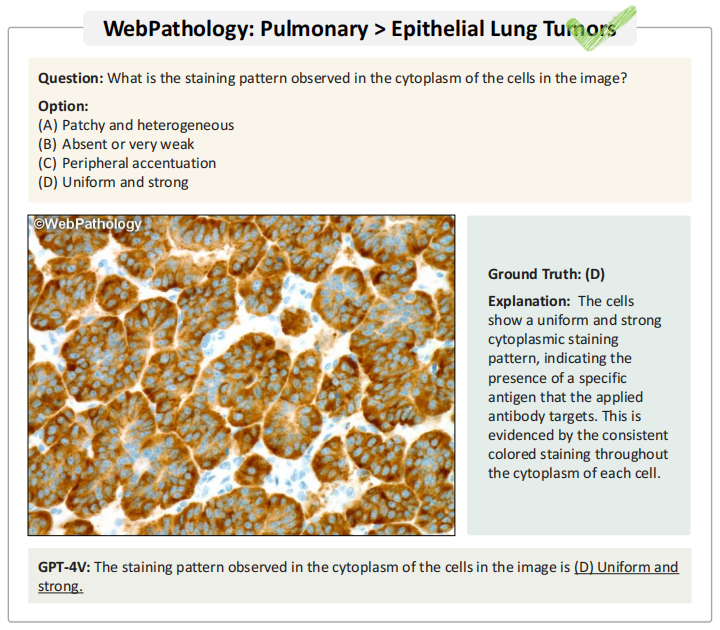 WebPathology: Pulmonary > Epithelial Lung Tumors
Question: What is the staining pattern observed in the cytoplasm of the cells in the image?
Option:
(A) Patchy and heterogeneous
(B) Absent or very weak
(C) Peripheral accentuation
(D) Uniform and strong
©WebPathology
Ground Truth: (D)
Explanation: The cells
show a uniform and strong
cytoplasmic staining
pattern, indicating the
presence of a specific
antigen that the applied
antibody targets. This is
evidenced by the consistent
colored staining throughout
the cytoplasm of each cell.
GPT-4V: The staining pattern observed in the cytoplasm of the cells in the image is (D) Uniform and
strong.